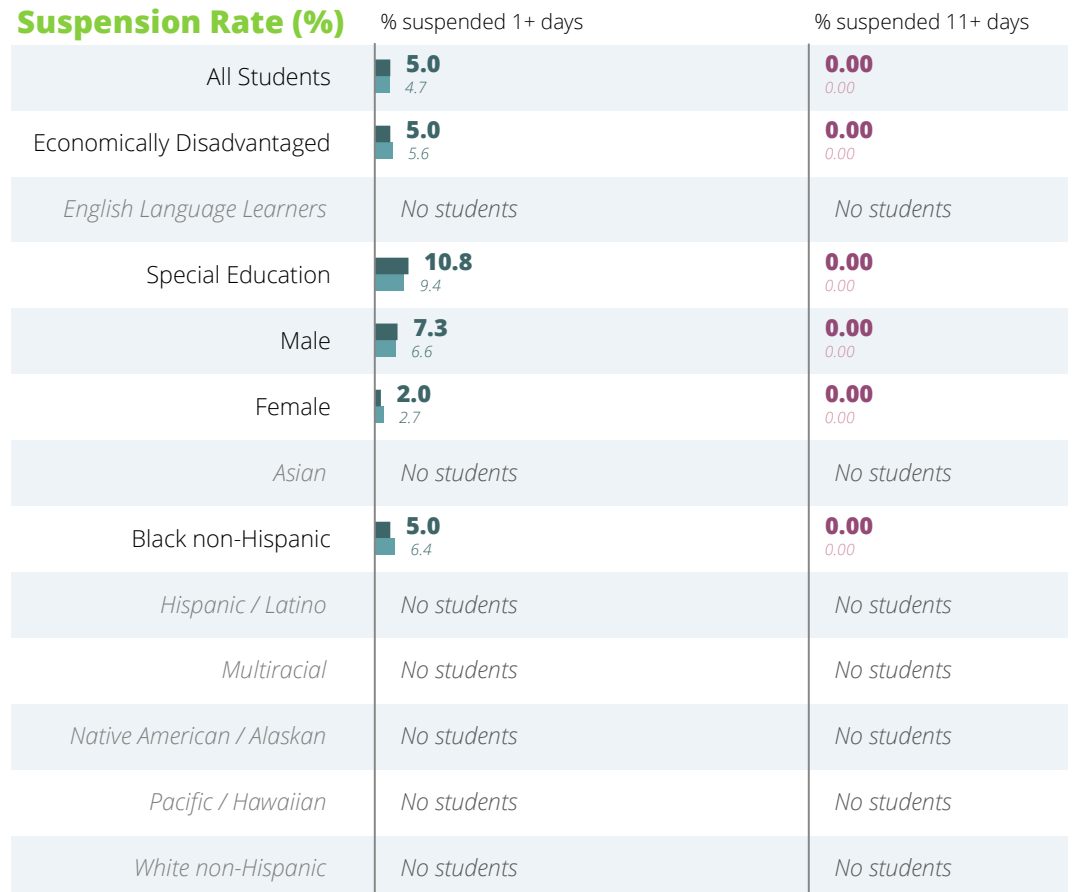 Suspension Rate (%) % suspended 1+ days % suspended 11+ days
All Students 5.0 0.00
4.7 0.00
Economically Disadvantaged 5.0 0.00
5.6 0.00
English Language Learners No students No students
Special Education 10.8 0.00
9.4 0.00
Male 7.3 0.00
6.6 0.00
Female 2.0 0.00
2.7 0.00
Asian No students No students
Black non-Hispanic 5.0 0.00
6.4 0.00
Hispanic / Latino No students No students
Multiracial No students No students
Native American / Alaskan No students No students
Pacific / Hawaiian No students No students
White non-Hispanic No students No students